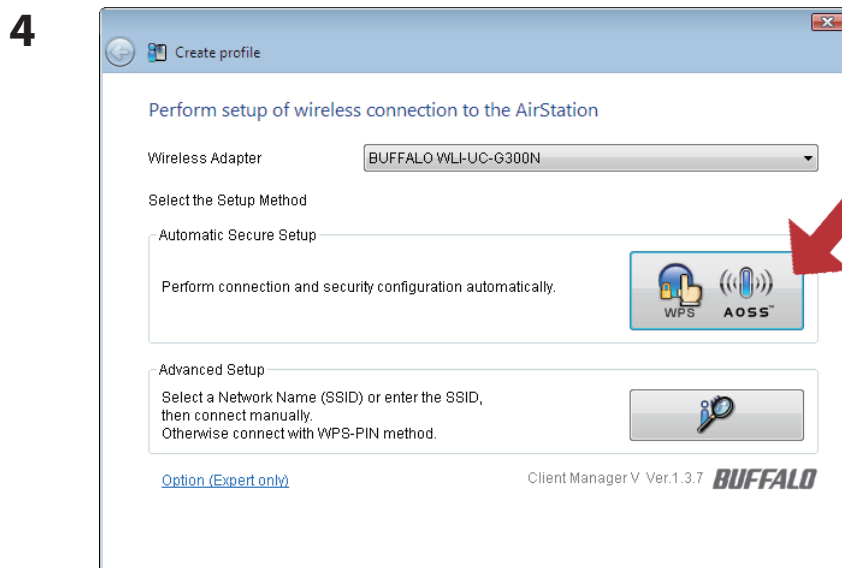 4
Create profile
Perform setup of wireless connection to the AirStation
Wireless Adapter
BUFFALO WLI-UC-G300N
Select the Setup Method
Automatic Secure Setup
Perform connection and security configuration automatically.
WPS AOSS™
Advanced Setup
Select a Network Name (SSID) or enter the SSID,
then connect manually.
Otherwise connect with WPS-PIN method.
Option (Expert only)
Client Manager V Ver.1.3.7 BUFFALO